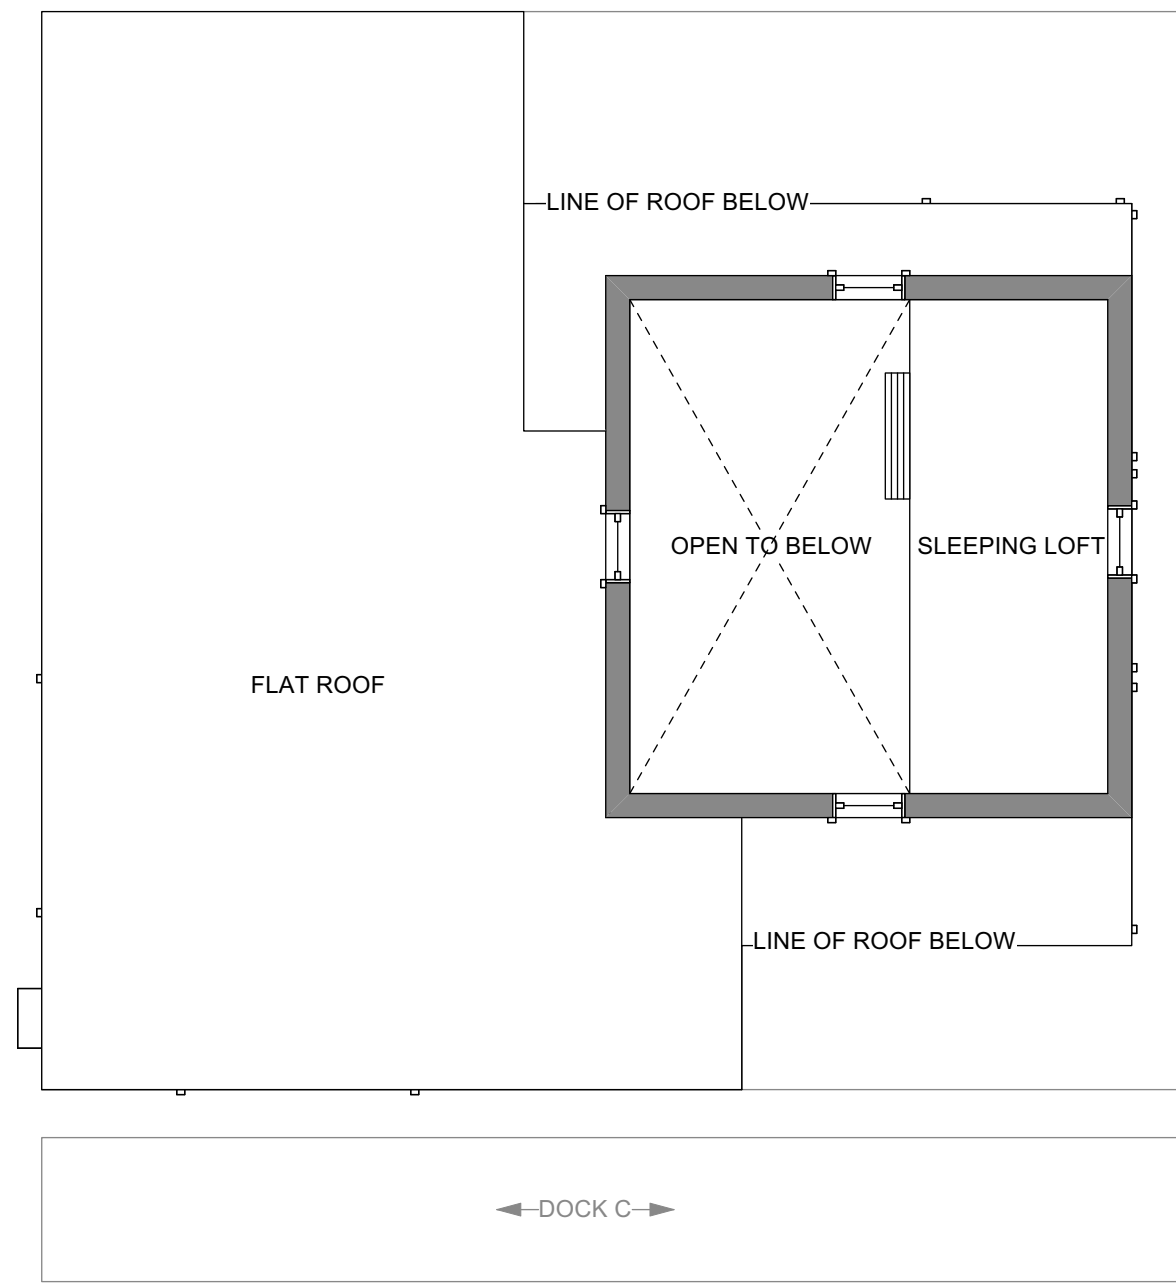 LINE OF ROOF BELOW
OPEN TO BELOW
SLEEPING LOFT
FLAT ROOF
LINE OF ROOF BELOW
DOCK C